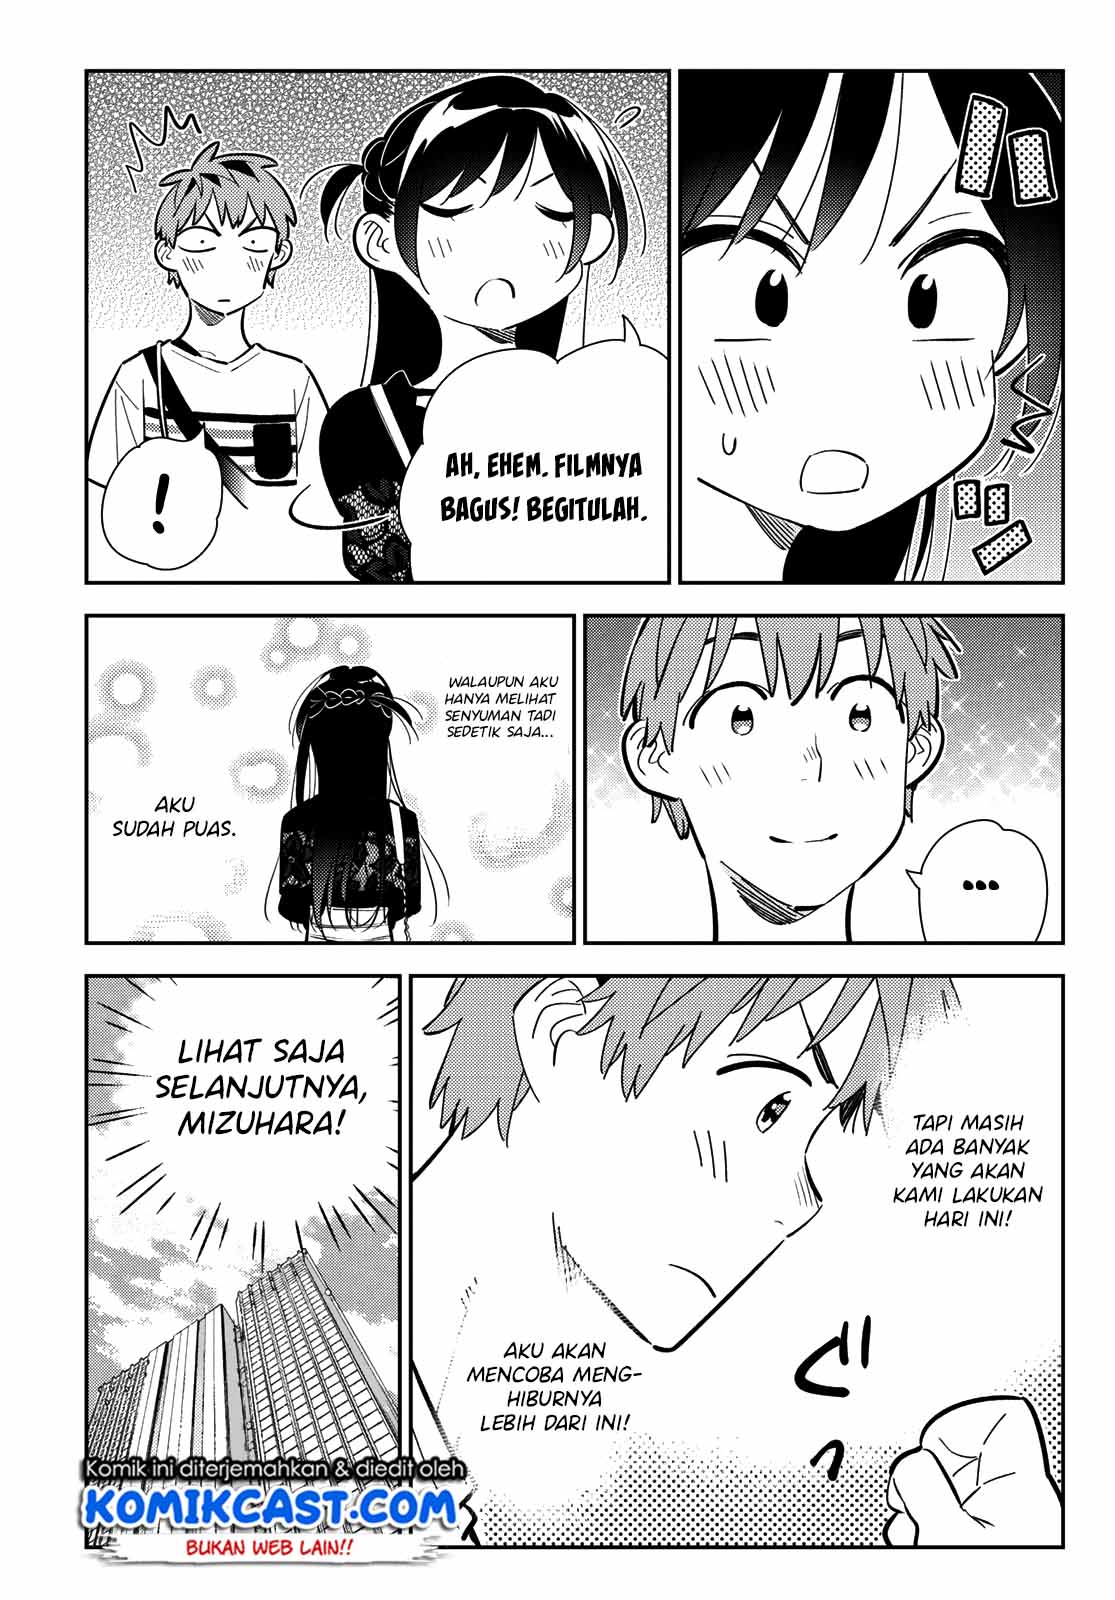 AH, EHEM. FILMNYA
BAGUS! BEGITULAH.
!
...
WALAUPUN AKU
HANYA MELIHAT
SENYUMAN TADI
SEDETIK SAJA...
AKU
SUDAH PUAS.
TAPI MASIH
ADA BANYAK
YANG AKAN
KAMI LAKUKAN
HARI INI!
AKU AKAN
MENCOBA MENG-
HIBURNYA
LEBIH DARI INI!
LIHAT SAJA
SELANJUTNYA,
MIZUHARA!
Komik ini diterjemahkan & diedit oleh
KOMIKCAST.COM
BUKAN WEB LAIN!!